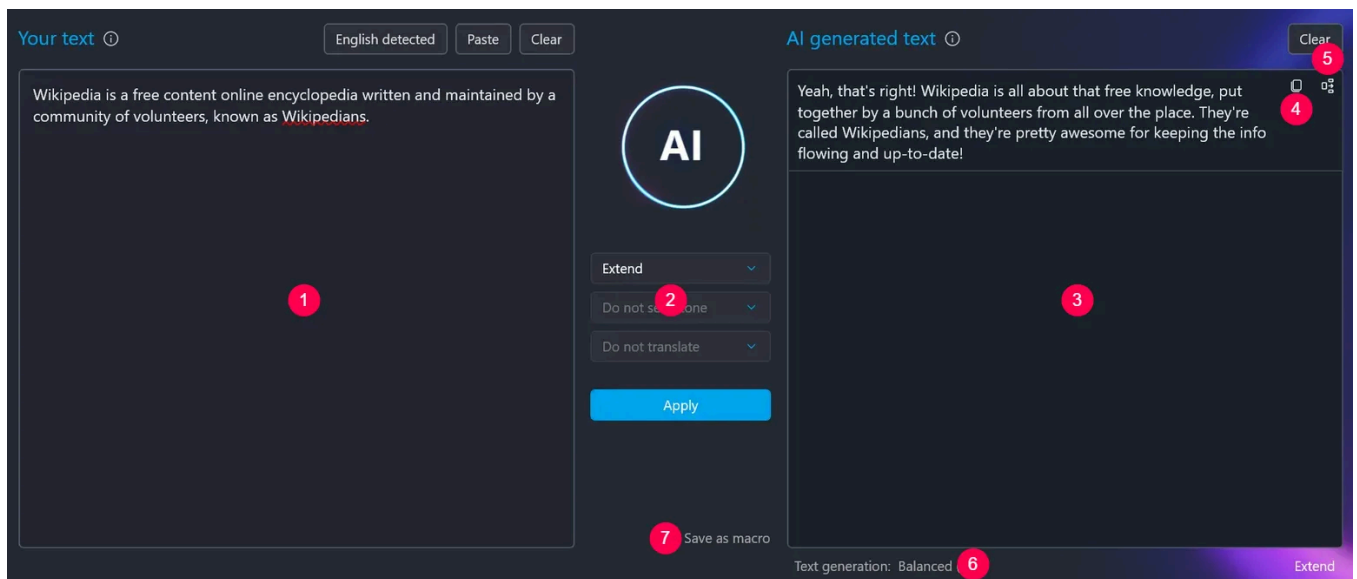 Your text
English detected
Paste
Clear
AI generated text
Clear
5
Wikipedia is a free content online encyclopedia written and maintained by a
community of volunteers, known as Wikipedians.
1
AI
Extend
Do not
2
Do not translate
Apply
7 Save as macro
Yeah, that's right! Wikipedia is all about that free knowledge, put
together by a bunch of volunteers from all over the place. They're
called Wikipedians, and they're pretty awesome for keeping the info
flowing and up-to-date!
4
3
Text generation: Balanced 6
Extend